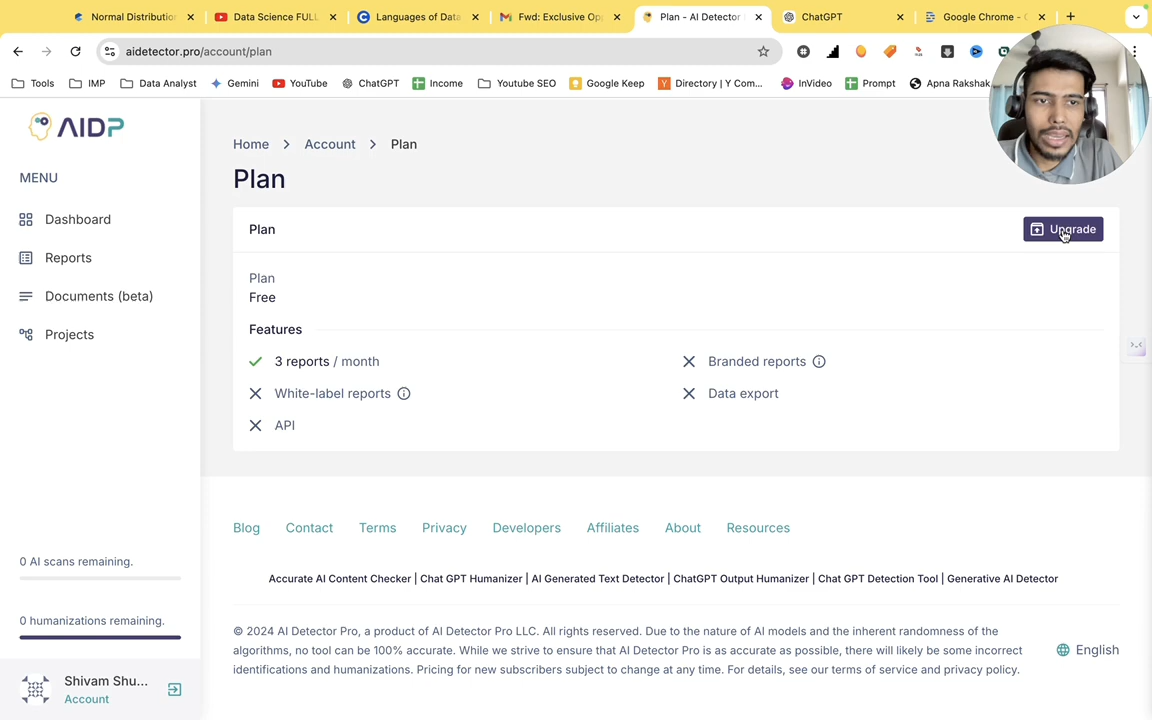 Normal Distribution
Data Science FULL
Languages of Data
Fwd: Exclusive Op
Plan - AI Detector
ChatGPT
Google Chrome -
aidetector.pro/account/plan
Tools
IMP
Data Analyst
Gemini
YouTube
ChatGPT
Income
Youtube SEO
Google Keep
Directory | Y Com...
InVideo
Prompt
Apna Rakshak
AIDP
MENU
Dashboard
Reports
Documents (beta)
Projects
0 AI scans remaining.
0 humanizations remaining.
Shivam Shu...
Account
Home > Account > Plan
Plan
Plan
Upgrade
Plan
Free
Features
3 reports / month
Branded reports
White-label reports
Data export
API
Blog Contact Terms Privacy Developers Affiliates About Resources
Accurate AI Content Checker | Chat GPT Humanizer | AI Generated Text Detector | ChatGPT Output Humanizer | Chat GPT Detection Tool | Generative AI Detector
© 2024 AI Detector Pro, a product of AI Detector Pro LLC. All rights reserved. Due to the nature of AI models and the inherent randomness of the
algorithms, no tool can be 100% accurate. While we strive to ensure that AI Detector Pro is as accurate as possible, there will likely be some incorrect
identifications and humanizations. Pricing for new subscribers subject to change at any time. For details, see our terms of service and privacy policy.
English